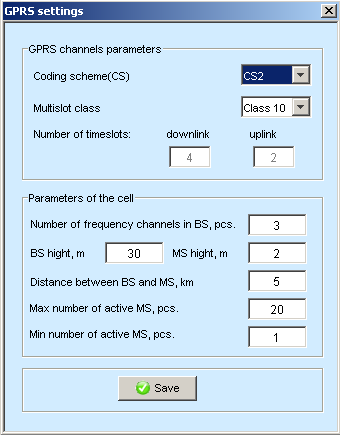 GPRS settings
GPRS channels parameters
Coding scheme(CS) CS2
Multislot class Class 10
Number of timeslots: downlink uplink
4 2
Parameters of the cell
Number of frequency channels in BS, pcs. 3
BS hight, m 30 MS hight, m 2
Distance between BS and MS, km 5
Max number of active MS, pcs. 20
Min number of active MS, pcs. 1
Save